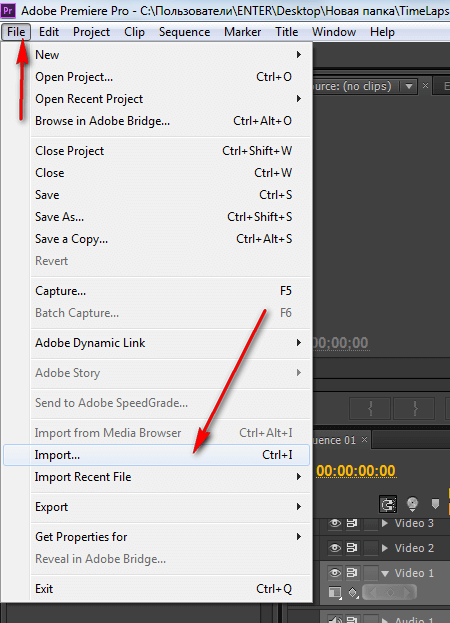 Pr Adobe Premiere Pro - C:\Пользователи\ENTER\Desktop\Новая папка\TimeLaps
File Edit Project Clip Sequence Marker Title Window Help
New
Open Project... Ctrl+O
ource: (no clips)
Open Recent Project
Browse in Adobe Bridge... Ctrl+Alt+O
Close Project Ctrl+Shift+W
Close Ctrl+W
Save Ctrl+S
Save As... Ctrl+Shift+S
Save a Copy... Ctrl+Alt+S
Revert
Capture... F5
Batch Capture... F6
Adobe Dynamic Link
00:00:00
Adobe Story
Send to Adobe SpeedGrade...
Import from Media Browser Ctrl+Alt+I
uence 01
Import... Ctrl+I
Import Recent File
00:00:00:00
Export
Video 3
Get Properties for
Video 2
Reveal in Adobe Bridge...
Video 1
Exit Ctrl+Q
Audio 1